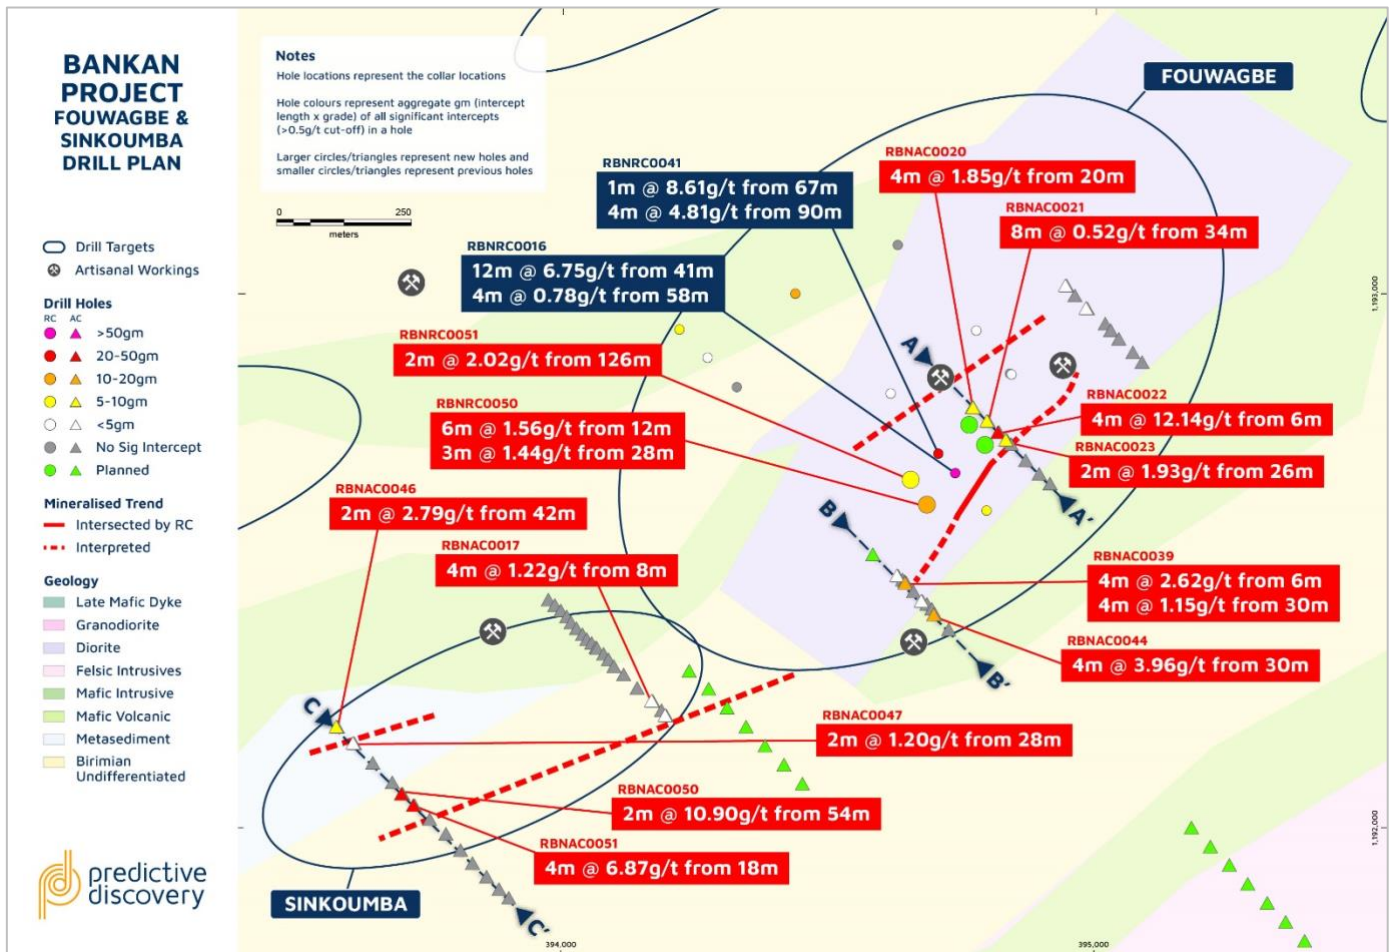 BANKAN
PROJECT
FOUWAGBE &
SINKOUMBA
DRILL PLAN
Drill Targets
Artisanal Workings
Drill Holes
RC AC
>50gm
20-50gm
10-20gm
5-10gm
<5gm
No Sig Intercept
Planned
Mineralised Trend
Intersected by RC
Interpreted
Geology
Late Mafic Dyke
Granodiorite
Diorite
Felsic Intrusives
Mafic Intrusive
Mafic Volcanic
Metasediment
Birimian
Undifferentiated
predictive
discovery
Notes
Hole locations represent the collar locations
Hole colours represent aggregate gm (intercept
length x grade) of all significant intercepts
(>0.5g/t cut-off) in a hole
Larger circles/triangles represent new holes and
smaller circles/triangles represent previous holes
0 250
meters
FOUWAGBE
RBNRC0041
1m @ 8.61g/t from 67m
4m @ 4.81g/t from 90m
RBNAC0020
4m @ 1.85g/t from 20m
RBNAC0021
8m @ 0.52g/t from 34m
RBNRC0016
12m @ 6.75g/t from 41m
4m @ 0.78g/t from 58m
1,193,000
RBNRC0051
2m @ 2.02g/t from 126m
A
RBNAC0022
4m @ 12.14g/t from 6m
RBNRC0050
6m @ 1.56g/t from 12m
3m @ 1.44g/t from 28m
RBNAC0023
2m @ 1.93g/t from 26m
RBNAC0046
2m @ 2.79g/t from 42m
A'
B
RBNAC0017
4m @ 1.22g/t from 8m
RBNAC0039
4m @ 2.62g/t from 6m
4m @ 1.15g/t from 30m
RBNAC0044
4m @ 3.96g/t from 30m
B'
C
RBNAC0047
2m @ 1.20g/t from 28m
RBNAC0050
2m @ 10.90g/t from 54m
1,192,000
RBNAC0051
4m @ 6.87g/t from 18m
SINKOUMBA
C'
394,000
395,000